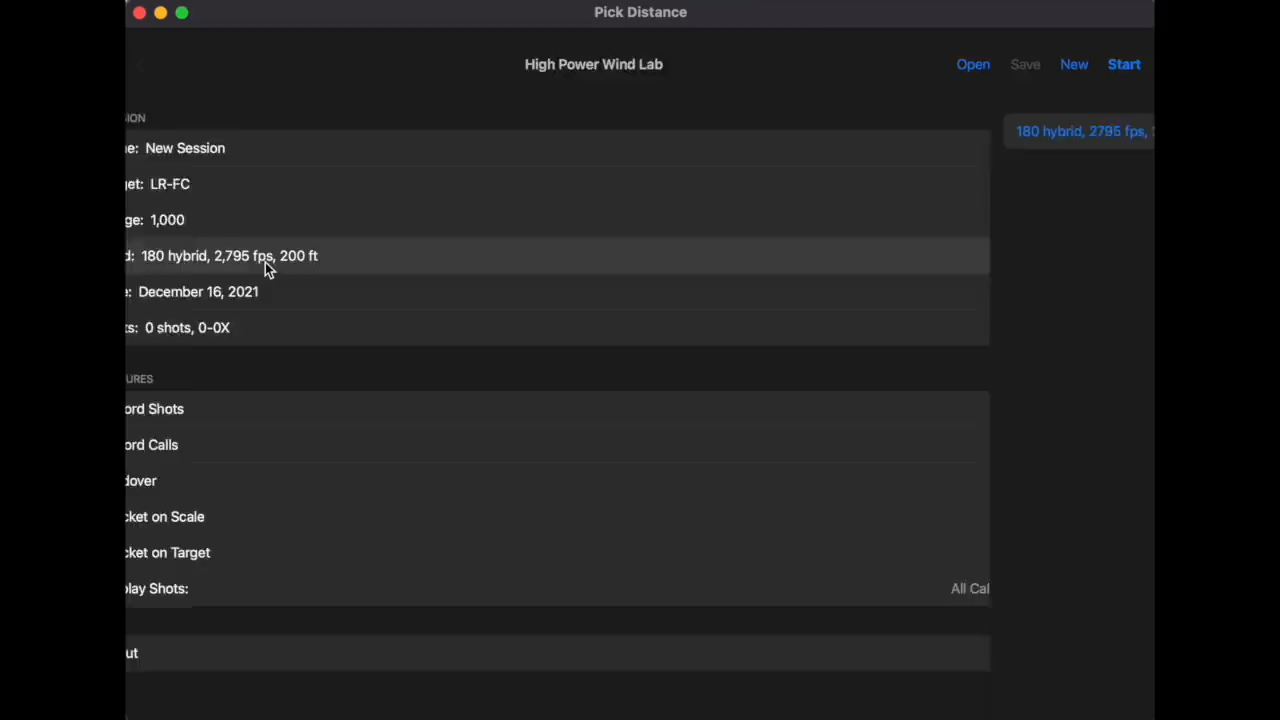 Pick Distance
High Power Wind Lab
Open Save New Start
ION
180 hybrid, 2795 fps,
e: New Session
get: LR-FC
ge: 1,000
d: 180 hybrid, 2,795 fps, 200 ft
e: December 16, 2021
ts: 0 shots, 0-0X
URES
ord Shots
ord Calls
dover
cket on Scale
cket on Target
play Shots: All Cal
ut